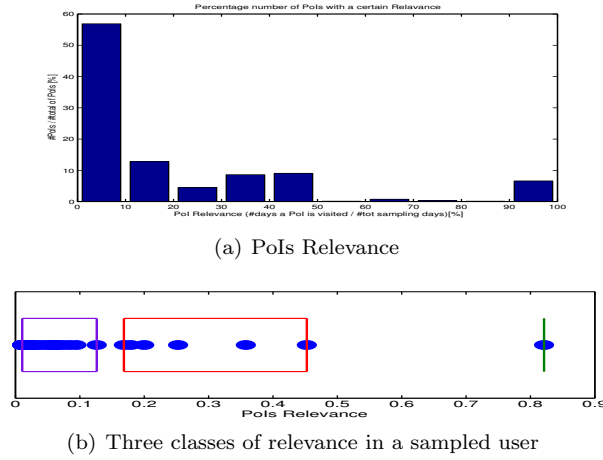 Percentage number of PoIs with a certain Relavance
#PoIs / #total of PoIs [%]
60
50
40
30
20
10
0
0 10 20 30 40 50 60 70 80 90 100
PoI Relevance (#days a PoI is visited / #tot sampling days)[%]
(a) PoIs Relevance
0 0.1 0.2 0.3 0.4 0.5 0.6 0.7 0.8 0.9
PoIs Relevance
(b) Three classes of relevance in a sampled user